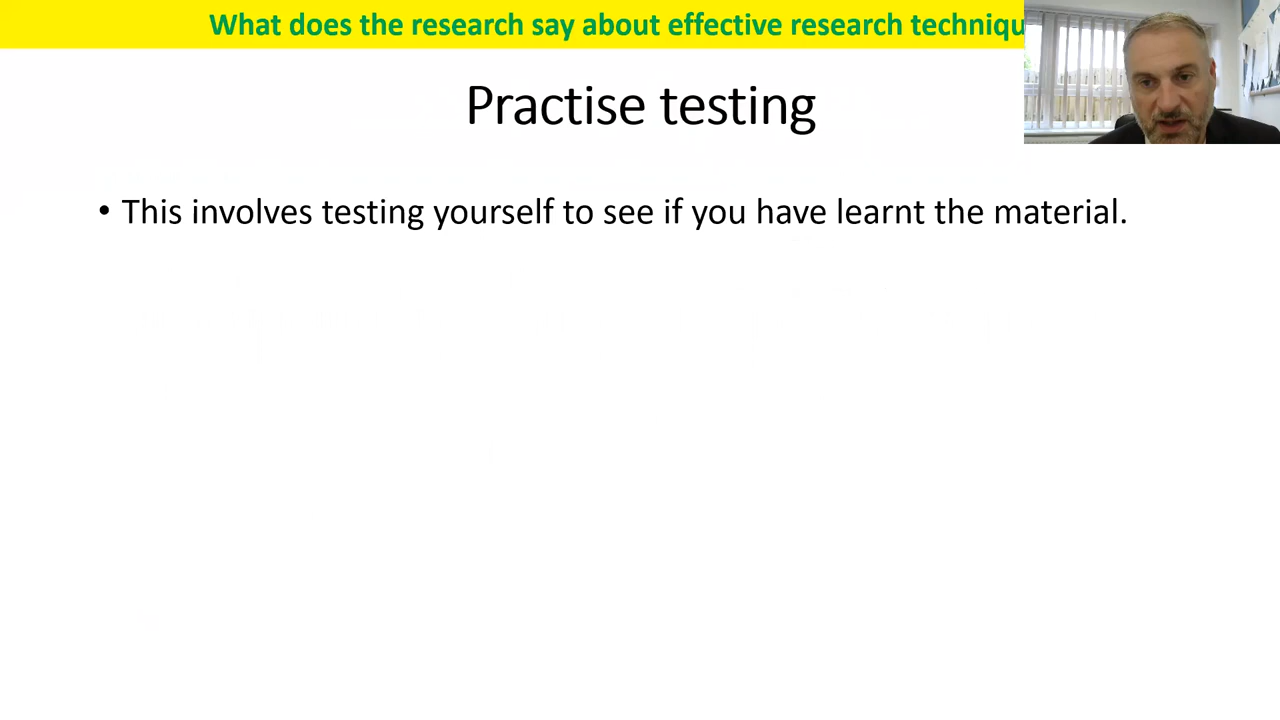 What does the research say about effective research
Practise testing
• This involves testing yourself to see if you have learnt the material.